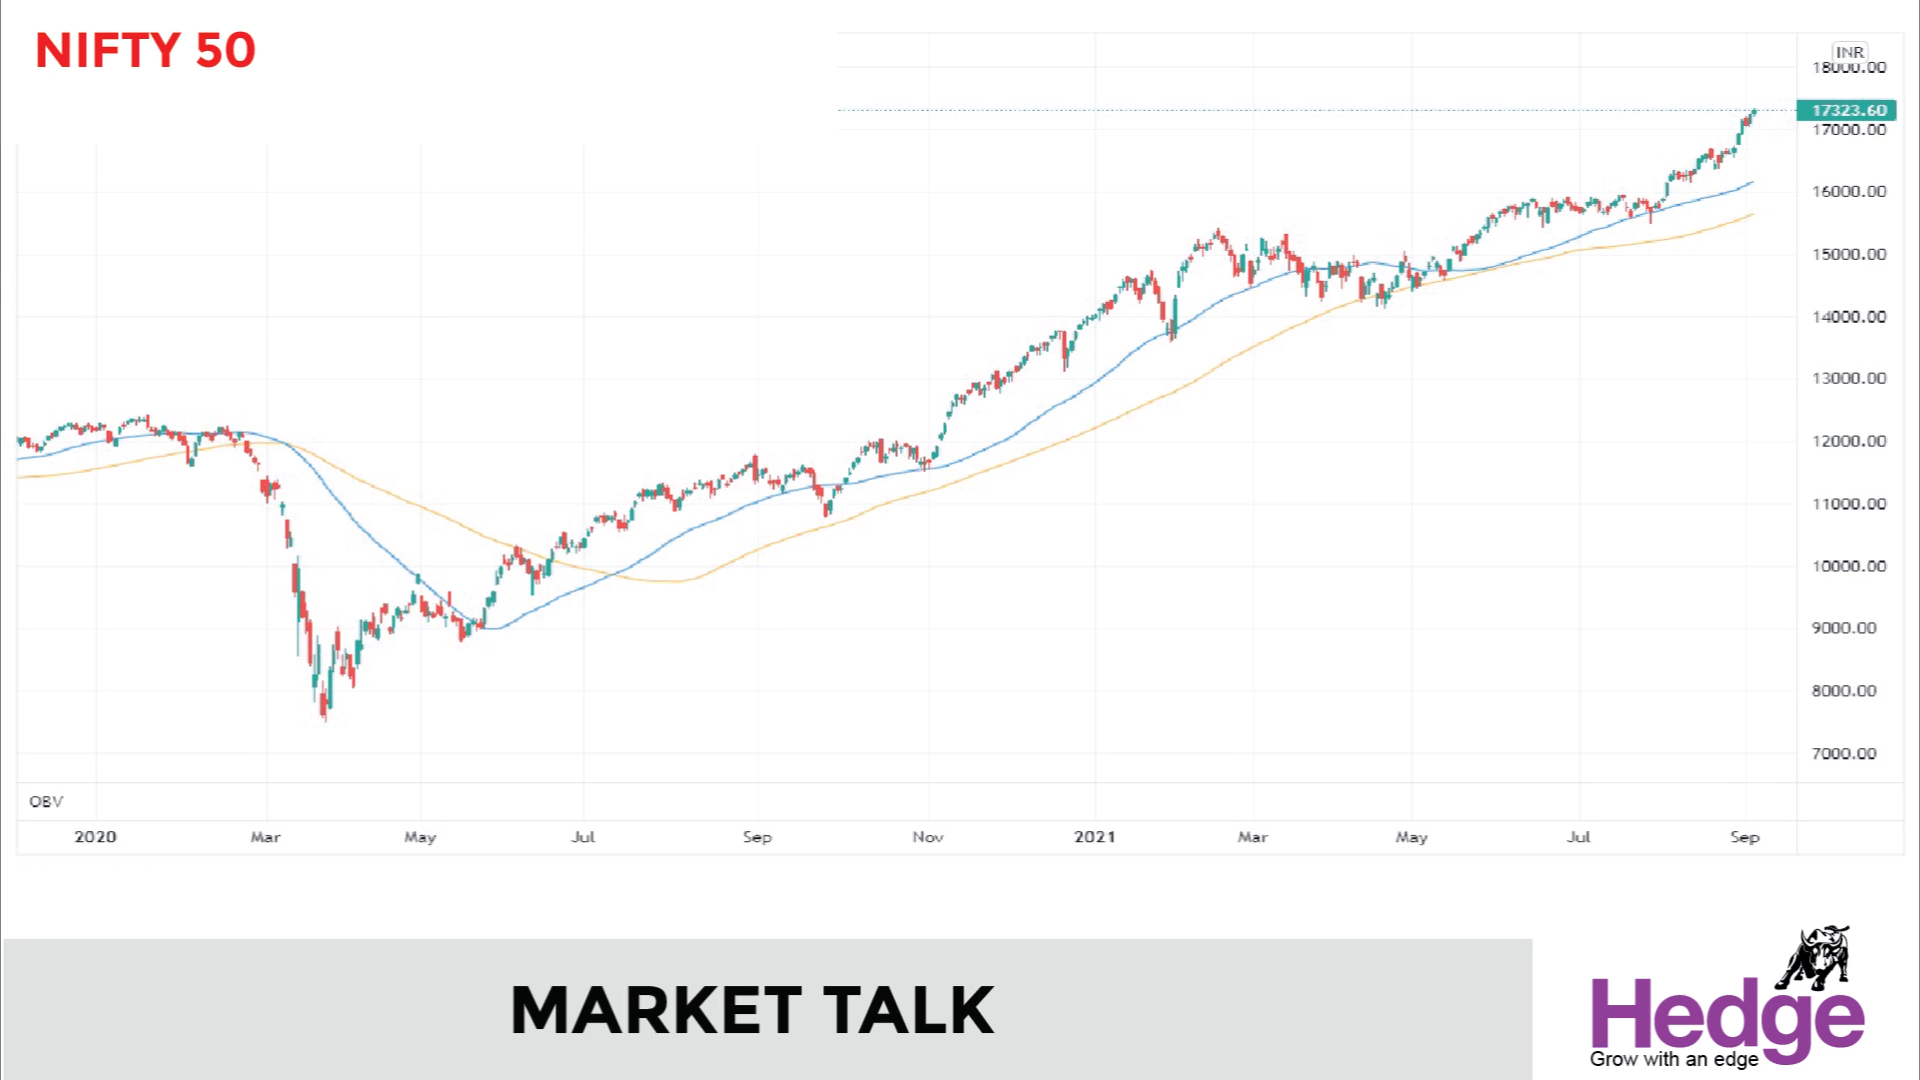 NIFTY 50
INR
18000.00
17323.60
17000.00
16000.00
15000.00
14000.00
13000.00
12000.00
11000.00
10000.00
9000.00
8000.00
7000.00
OBV
2020 Mar May Jul Sep Nov 2021 Mar May Jul Sep
MARKET TALK
Hedge
Grow with an edge